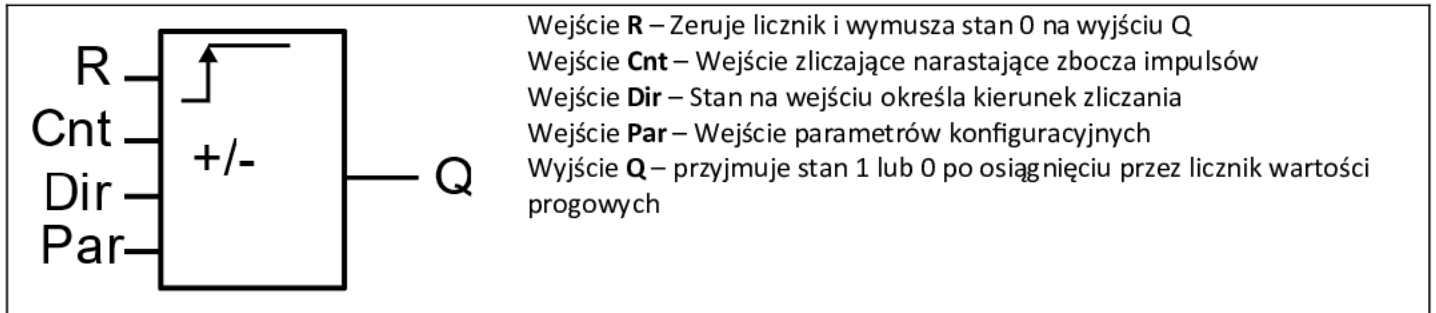 R
Cnt
Dir
Par
+/-
Q
Wejście R – Zeruje licznik i wymusza stan 0 na wyjściu Q
Wejście Cnt – Wejście zliczające narastające zbocza impulsów
Wejście Dir – Stan na wejściu określa kierunek zliczania
Wejście Par – Wejście parametrów konfiguracyjnych
Wyjście Q – przyjmuje stan 1 lub 0 po osiągnięciu przez licznik wartości
progowych